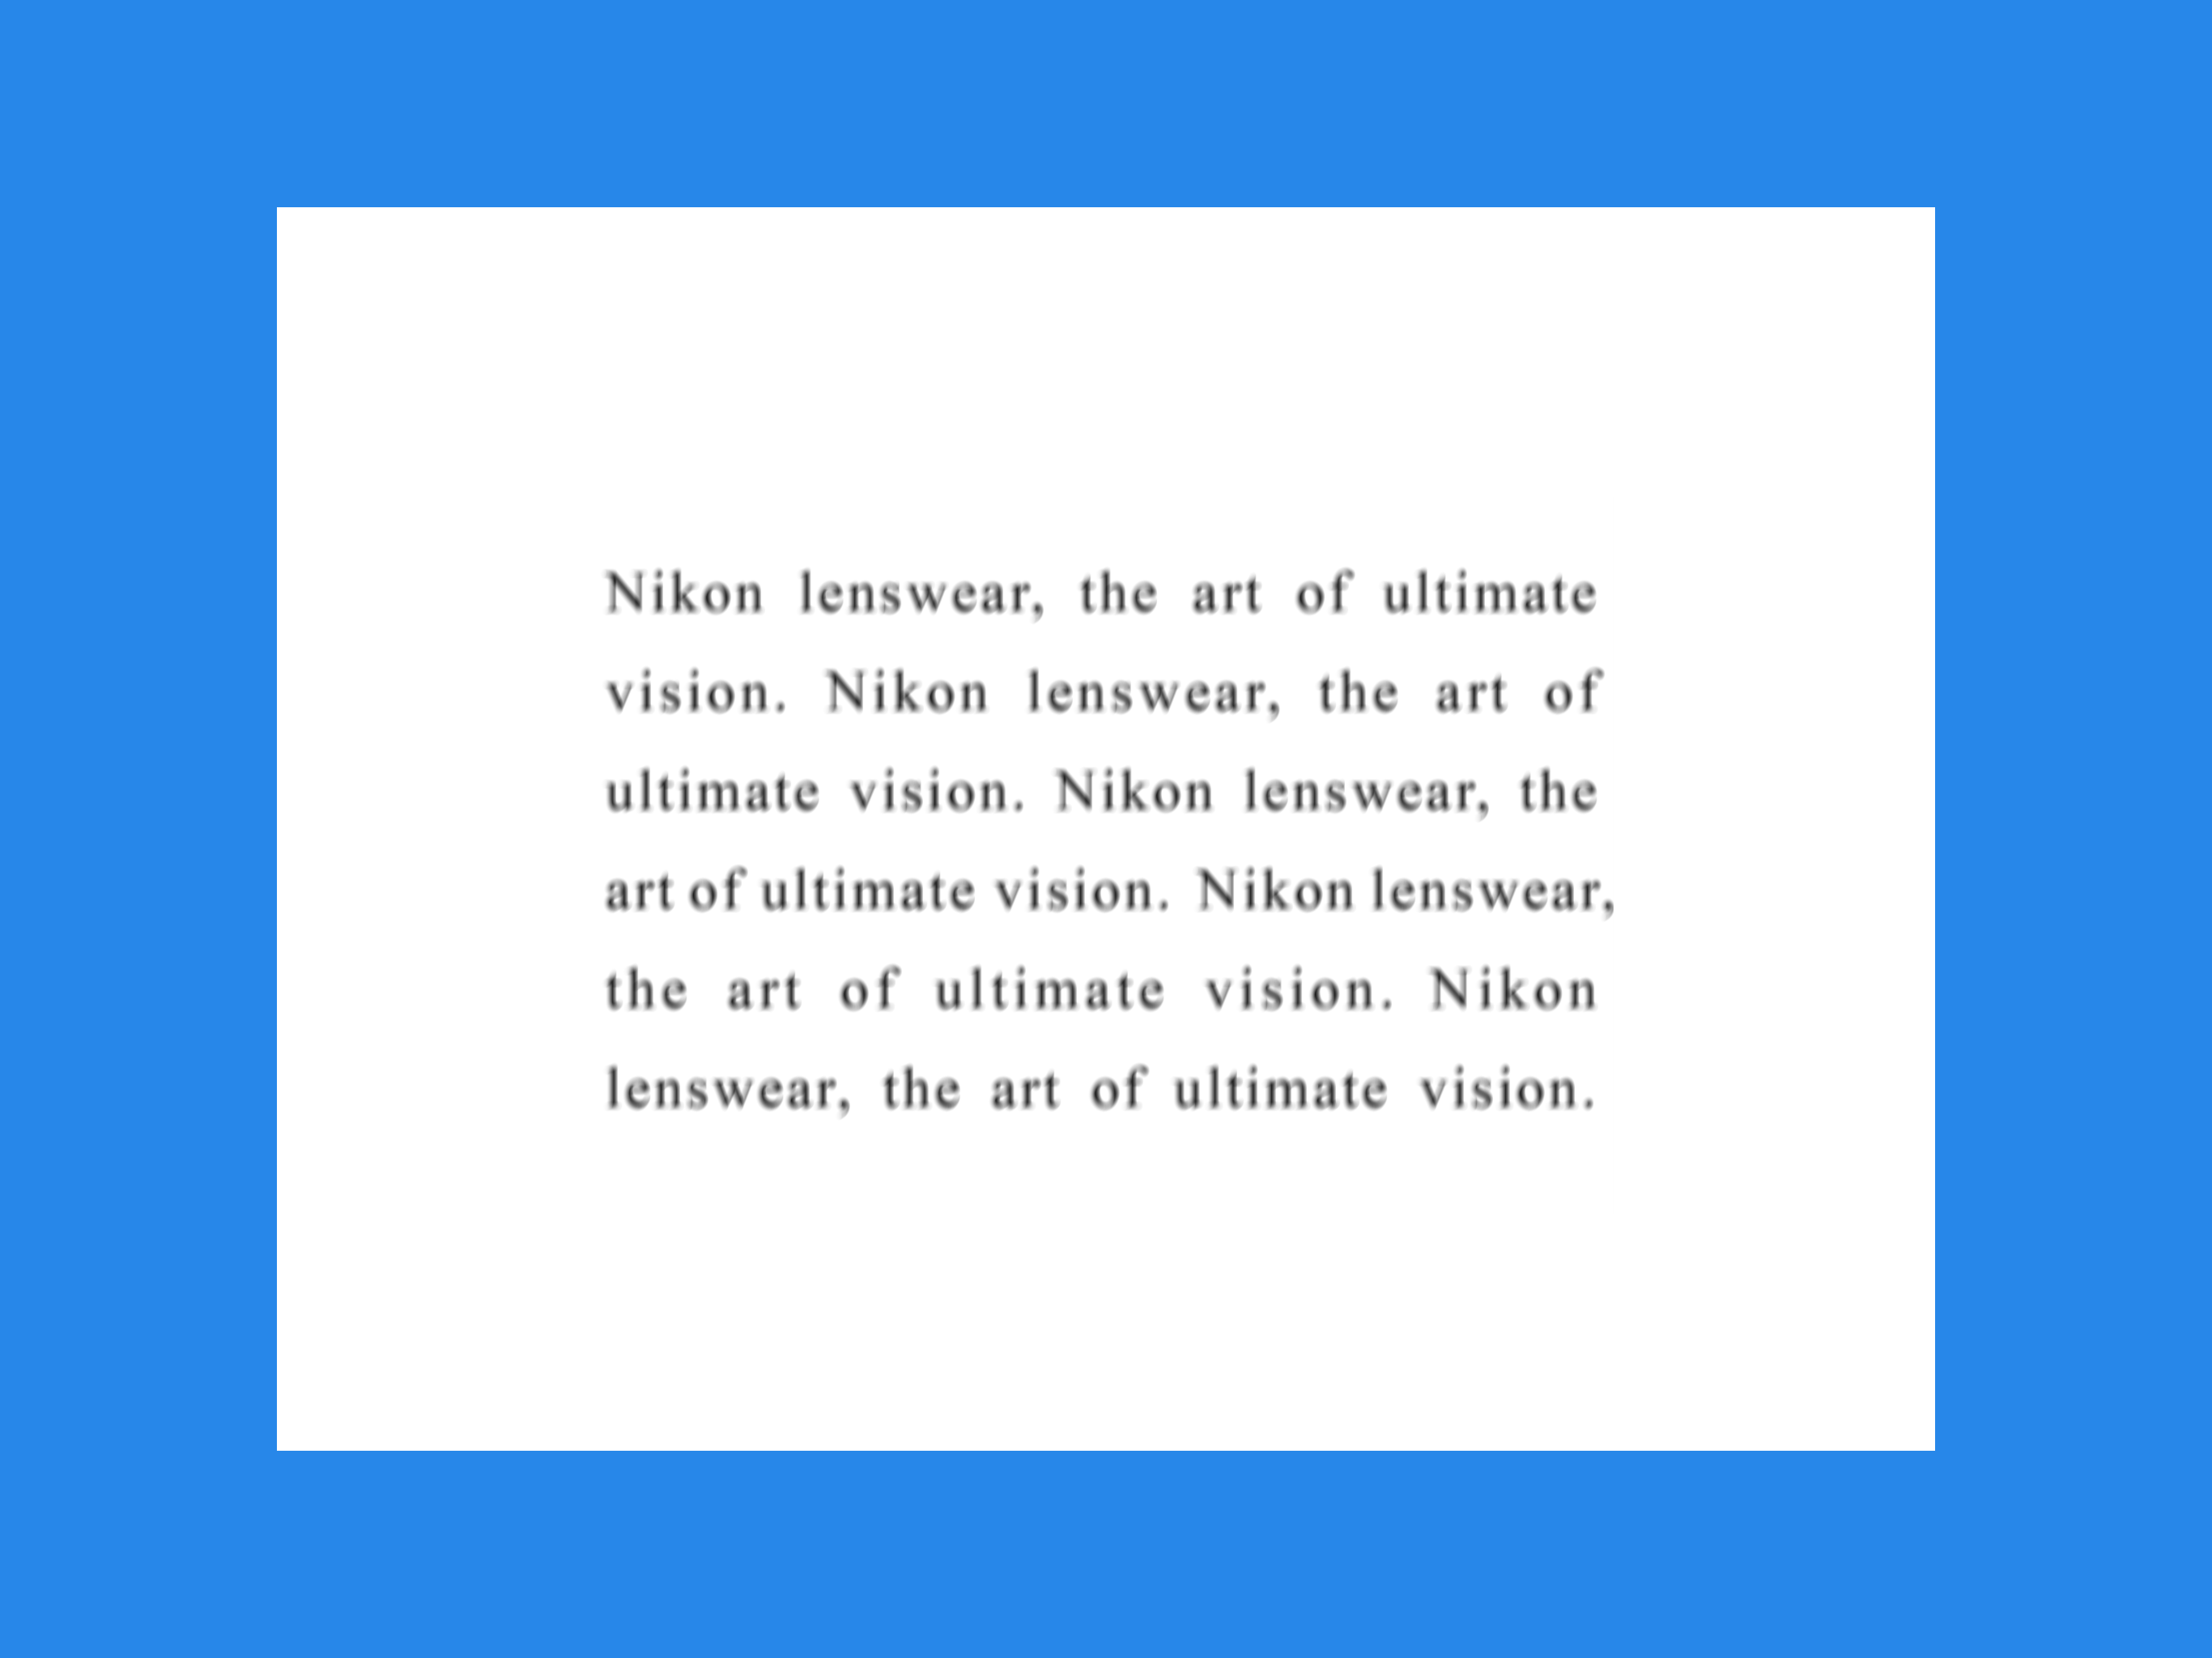 Nikon lenswear, the art of ultimate
vision. Nikon lenswear, the art of
ultimate vision. Nikon lenswear, the
art of ultimate vision. Nikon lenswear,
the art of ultimate vision. Nikon
lenswear, the art of ultimate vision.